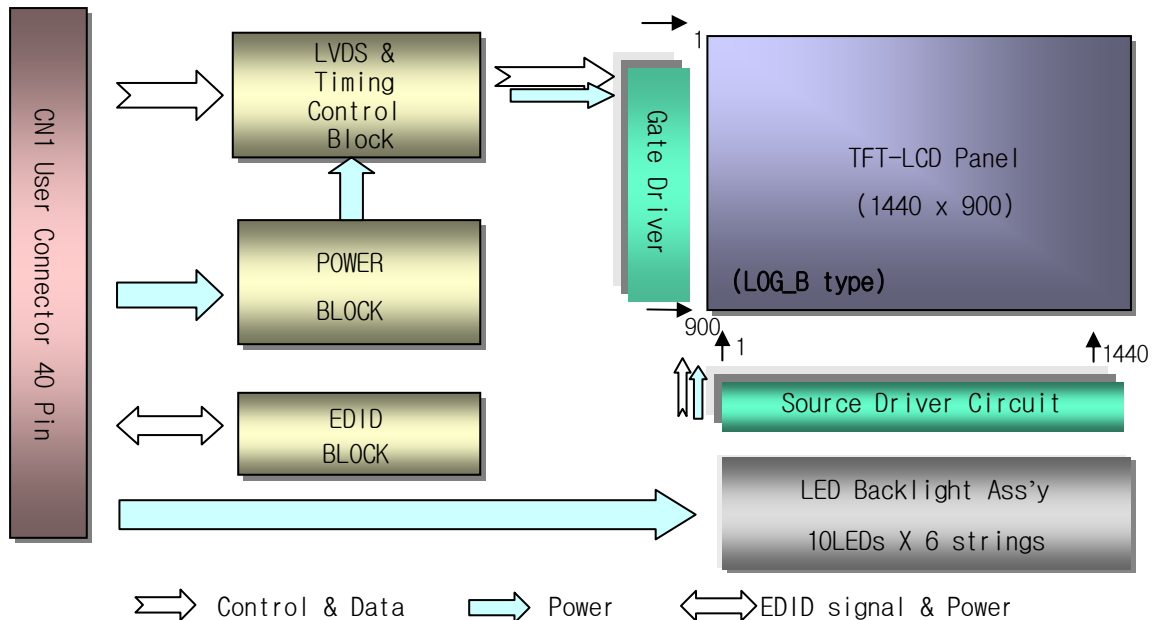 CN1 User Connector 40 Pin
LVDS &
Timing
Control
Block
POWER
BLOCK
EDID
BLOCK
Gate Driver
1
900
TFT-LCD Panel
(1440 x 900)
(LOG_B type)
1
1440
Source Driver Circuit
LED Backlight Ass’y
10LEDs X 6 strings
Control & Data
Power
EDID signal & Power